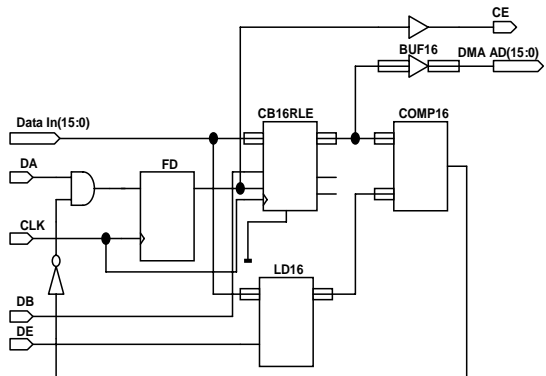 CE
BUF16
DMA AD(15:0)
Data In(15:0)
CB16RLE
COMP16
DA
FD
CLK
LD16
DB
DE